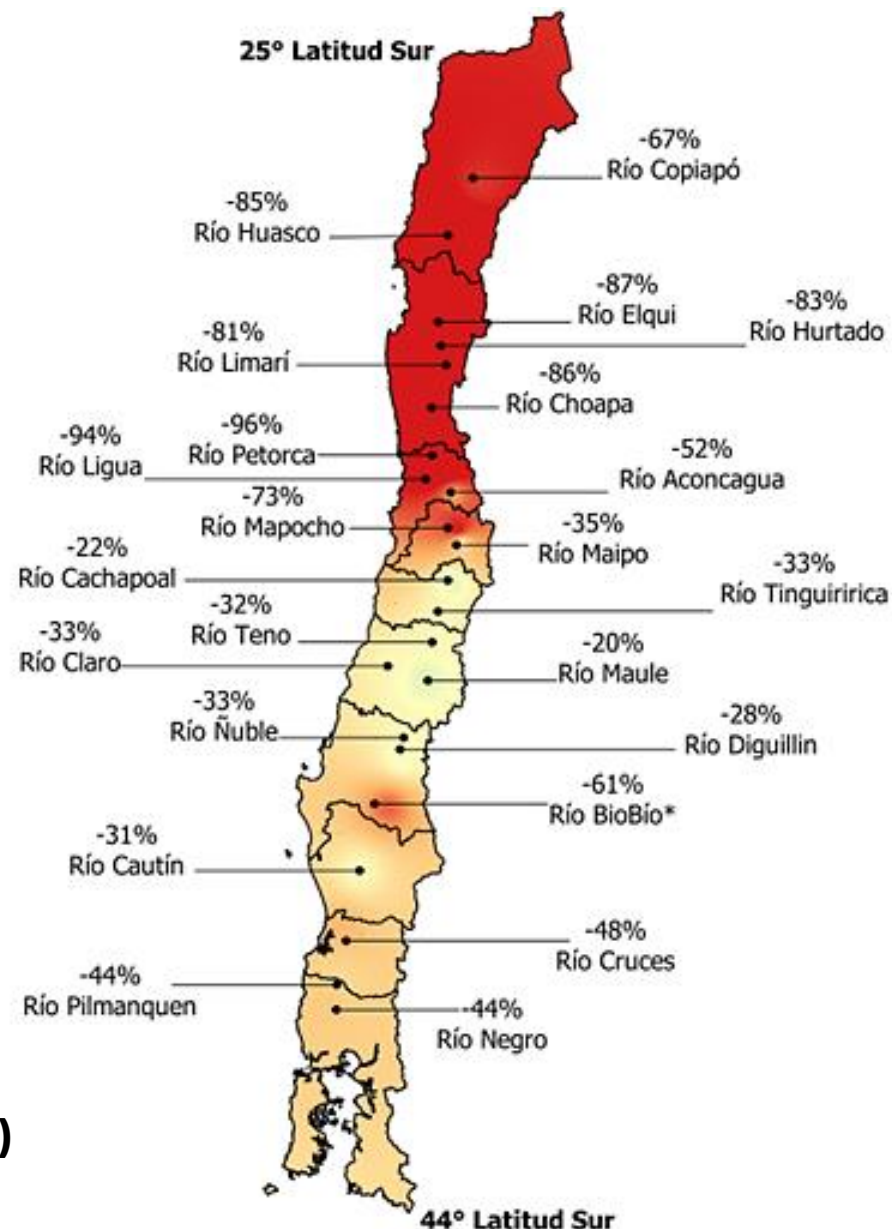 25° Latitud Sur
-67%
Río Copiapó
-85%
Río Huasco
-87%
Río Elqui
-83%
Río Hurtado
-81%
Río Limarí
-86%
Río Choapa
-96%
Río Petorca
-94%
Río Ligua
-52%
Río Aconcagua
-73%
Río Mapocho
-35%
Río Maipo
-22%
Río Cachapoal
-33%
Río Tinguiririca
-32%
Río Teno
-33%
Río Claro
-20%
Río Maule
-33%
Río Ñuble
-28%
Río Diguillin
-61%
Río BioBío*
-31%
Río Cautín
-48%
Río Cruces
-44%
Río Pilmanquen
-44%
Río Negro
)
44° Latitud Sur